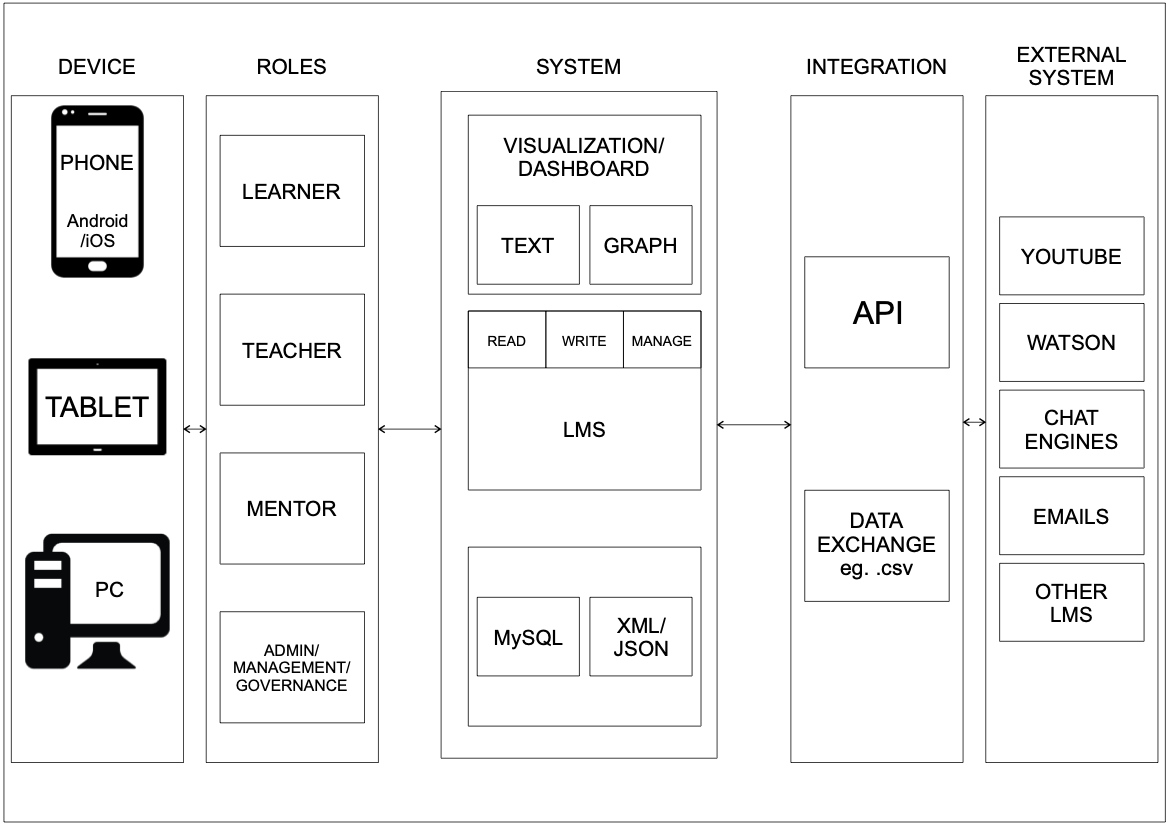 DEVICE
PHONE
Android
/iOS
TABLET
PC
ROLES
LEARNER
TEACHER
MENTOR
ADMIN/
MANAGEMENT/
GOVERNANCE
SYSTEM
VISUALIZATION/
DASHBOARD
TEXT
GRAPH
READ
WRITE
MANAGE
LMS
MySQL
XML/
JSON
INTEGRATION
API
DATA
EXCHANGE
eg. .csv
EXTERNAL
SYSTEM
YOUTUBE
WATSON
CHAT
ENGINES
EMAILS
OTHER
LMS